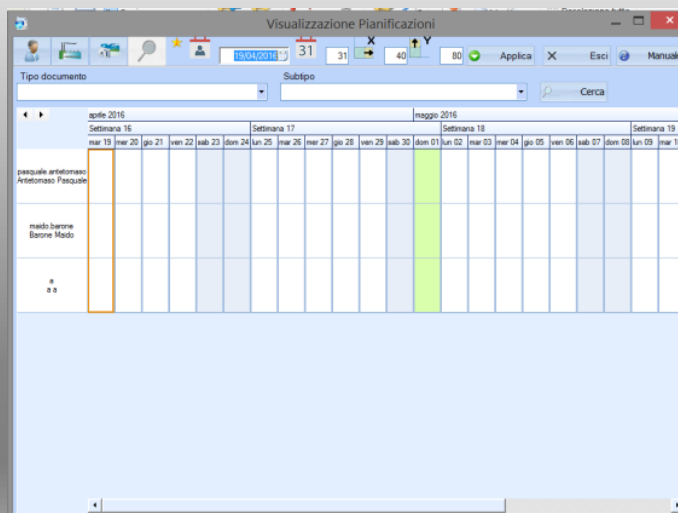 Visualizzazione Pianificazioni
19/04/2016 31 31 X 40 Y 80 Applica Esci Manuale
Tipo documento Subtipo
Cerca
aprile 2016 maggio 2016
Settimana 16 Settimana 17 Settimana 18 Settimana 19
mar 19 mer 20 gio 21 ven 22 sab 23 dom 24 lun 25 mar 26 mer 27 gio 28 ven 29 sab 30 dom 01 lun 02 mar 03 mer 04 gio 05 ven 06 sab 07 dom 08 lun 09 mar 1
pasquale.antetomaso
Antetomaso Pasquale
maido.barone
Barone Maido
a
a a